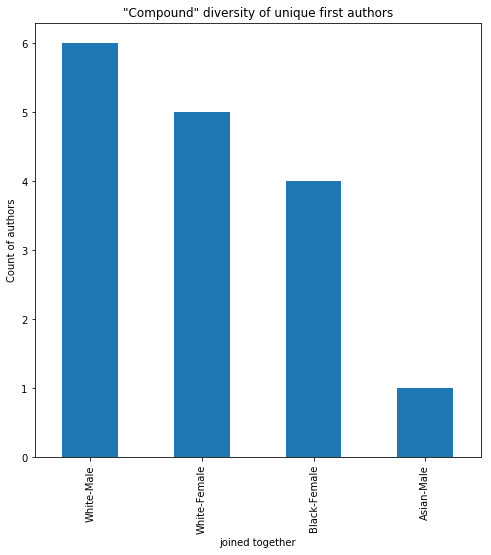 "Compound" diversity of unique first authors
Count of authors
6
5
4
3
2
1
0
White-Male
White-Female
Black-Female
Asian-Male
joined together